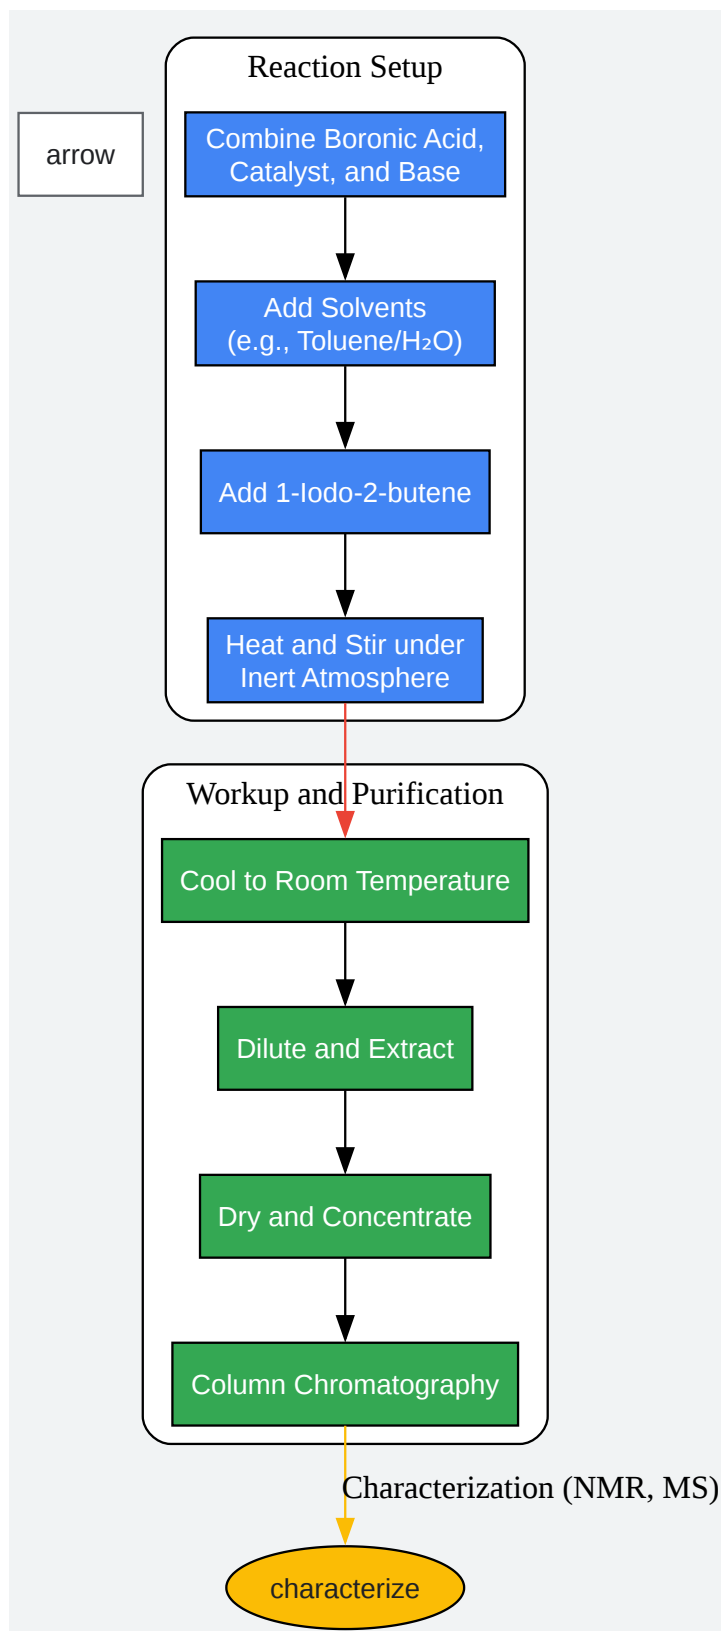 Reaction Setup
arrow
Combine Boronic Acid,
Catalyst, and Base
Add Solvents
(e.g., Toluene/H₂O)
Add 1-Iodo-2-butene
Heat and Stir under
Inert Atmosphere
Workup and Purification
Cool to Room Temperature
Dilute and Extract
Dry and Concentrate
Column Chromatography
Characterization (NMR, MS)
characterize